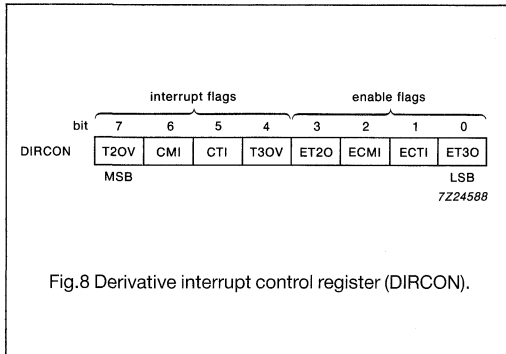 interrupt flags enable flags
bit 7 6 5 4 3 2 1 0
DIRCON T2OV CMI CTI T3OV ET2O ECMI ECTI ET3O
MSB LSB
7Z24588
Fig.8 Derivative interrupt control register (DIRCON).